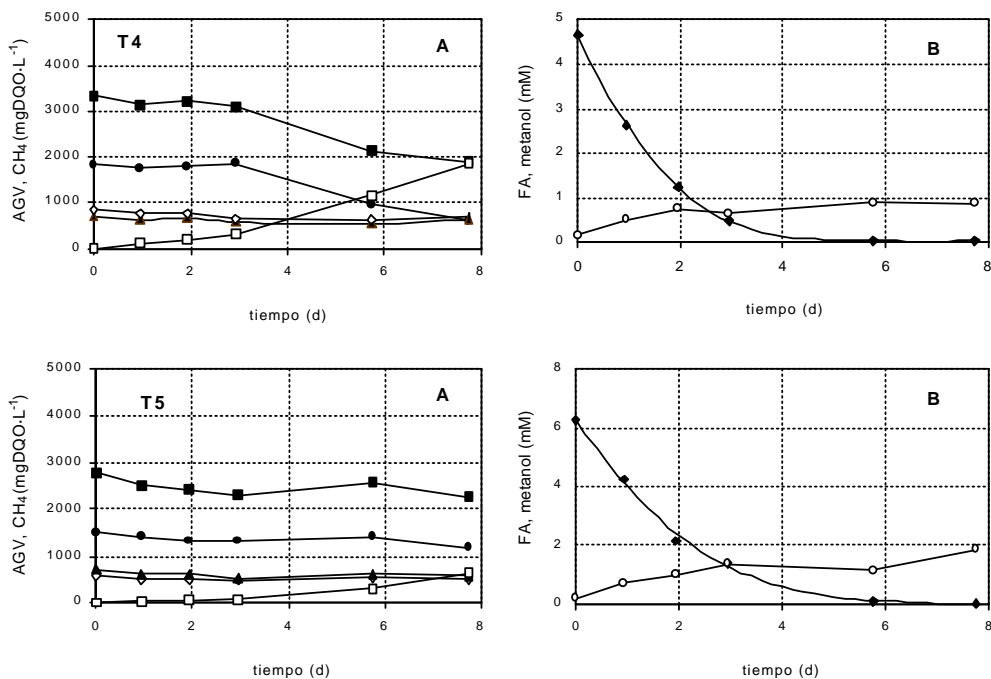 T4
A
AGV, CH4 (mgDQO·L-1)
5000
4000
3000
2000
1000
0
0 2 4 6 8
tiempo (d)
B
FA, metanol (mM)
5
4
3
2
1
0
0 2 4 6 8
tiempo (d)
T5
A
AGV, CH4 (mgDQO·L-1)
5000
4000
3000
2000
1000
0
0 2 4 6 8
tiempo (d)
B
FA, metanol (mM)
8
6
4
2
0
0 2 4 6 8
tiempo (d)